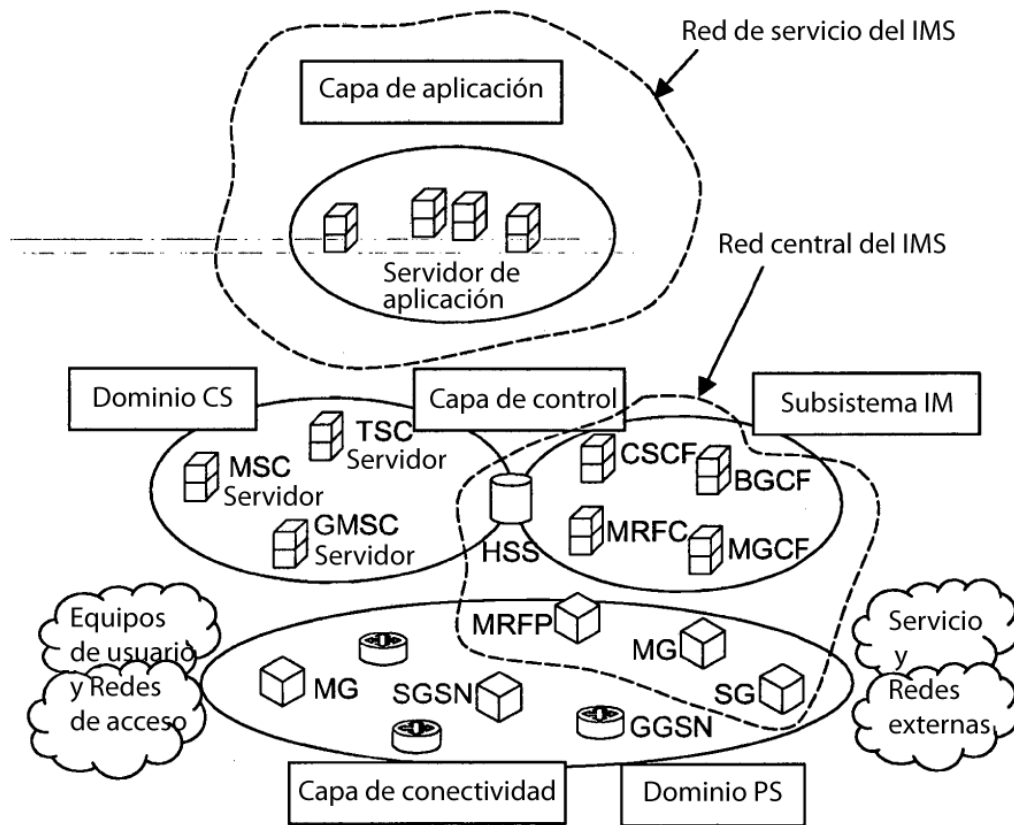 Red de servicio del IMS
Capa de aplicación
Servidor de
aplicación
Red central del IMS
Dominio CS
Capa de control
Subsistema IM
TSC
Servidor
MSC
Servidor
GMSC
Servidor
HSS
CSCF
BGCF
MRFC
MGCF
Equipos
de usuario
y Redes
de acceso
MRFP
MG
MG
SGSN
SG
GGSN
Servicio
y
Redes
externas
Capa de conectividad
Dominio PS